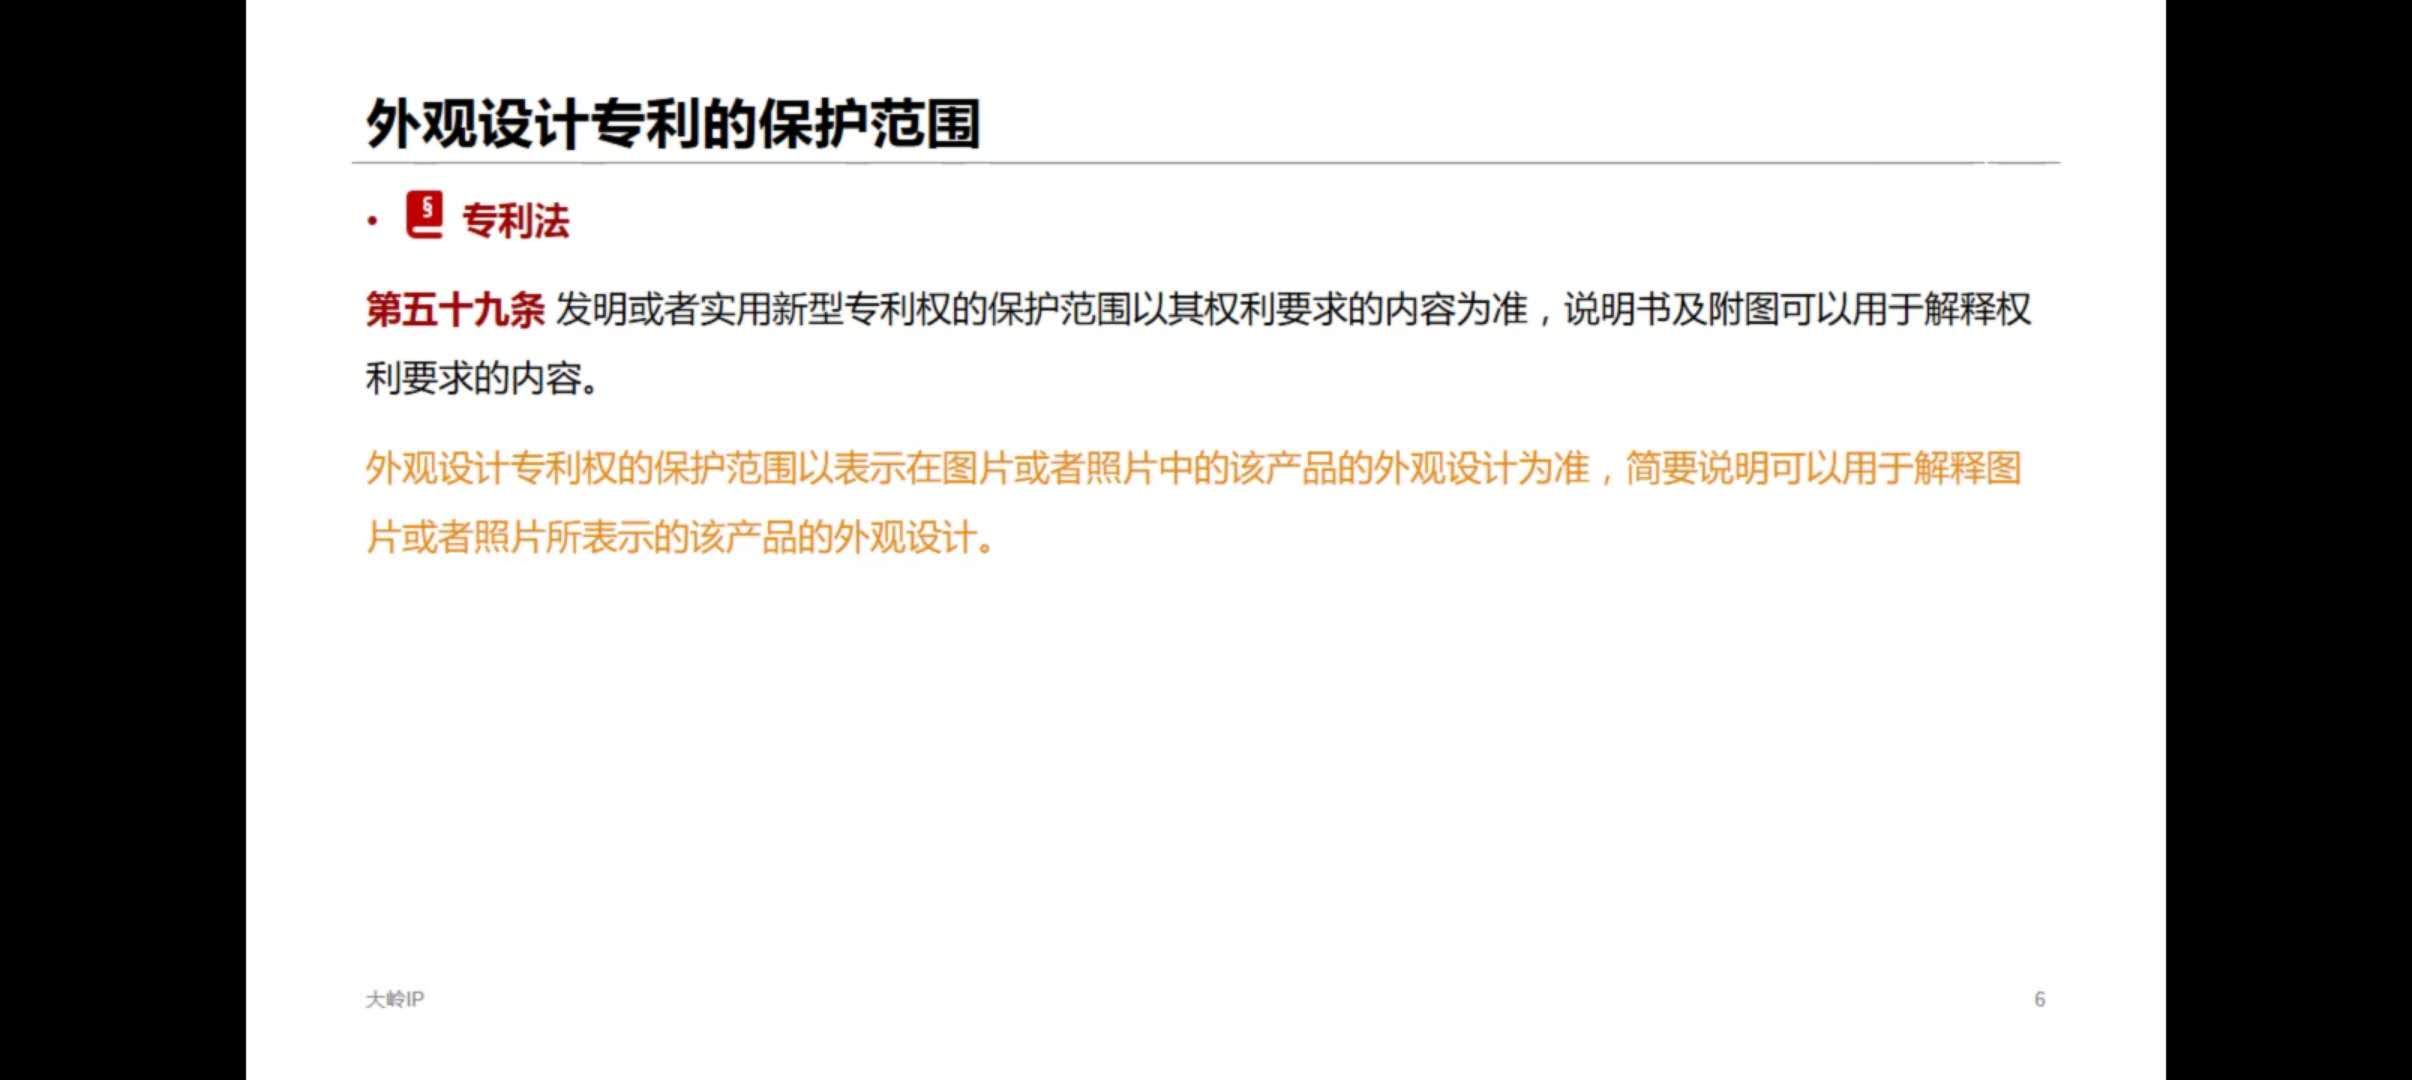 外观设计专利的保护范围
• § 专利法
第五十九条 发明或者实用新型专利权的保护范围以其权利要求的内容为准，说明书及附图可以用于解释权
利要求的内容。
外观设计专利权的保护范围以表示在图片或者照片中的该产品的外观设计为准，简要说明可以用于解释图
片或者照片所表示的该产品的外观设计。
大岭IP
6